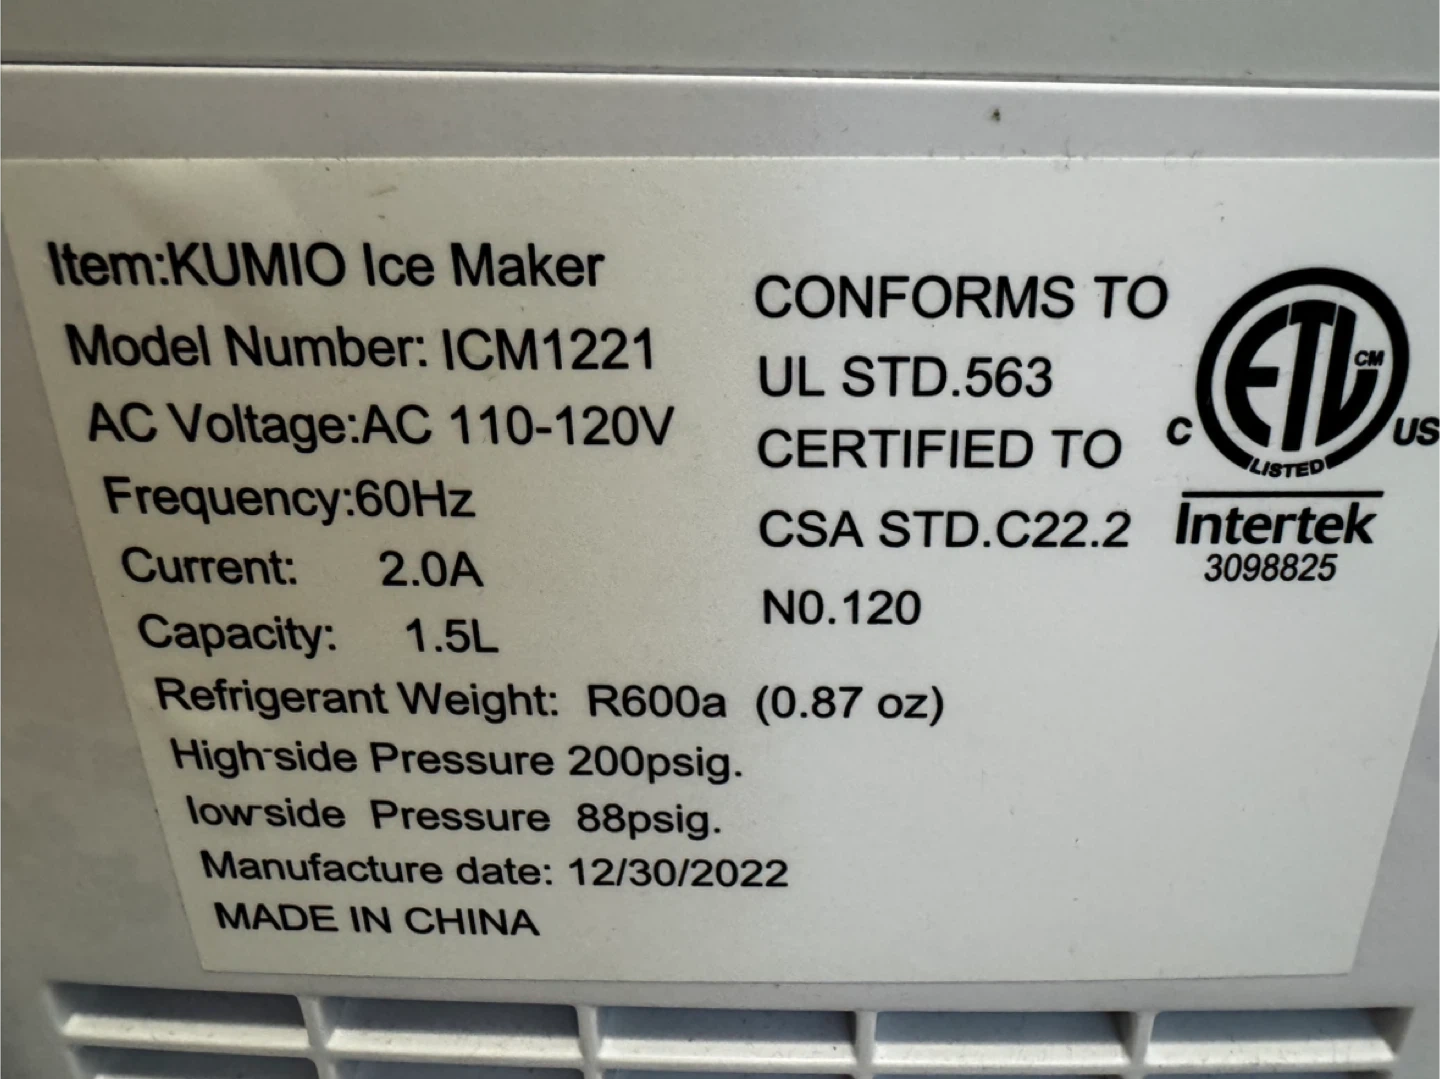 Item:KUMIO Ice Maker
Model Number: ICM1221
AC Voltage:AC 110-120V
Frequency:60Hz
Current: 2.0A
Capacity: 1.5L
Refrigerant Weight: R600a (0.87 oz)
High-side Pressure 200psig.
low-side Pressure 88psig.
Manufacture date: 12/30/2022
MADE IN CHINA
CONFORMS TO
UL STD.563
CERTIFIED TO
CSA STD.C22.2
N0.120
ETL CM
C US
LISTED
Intertek
3098825